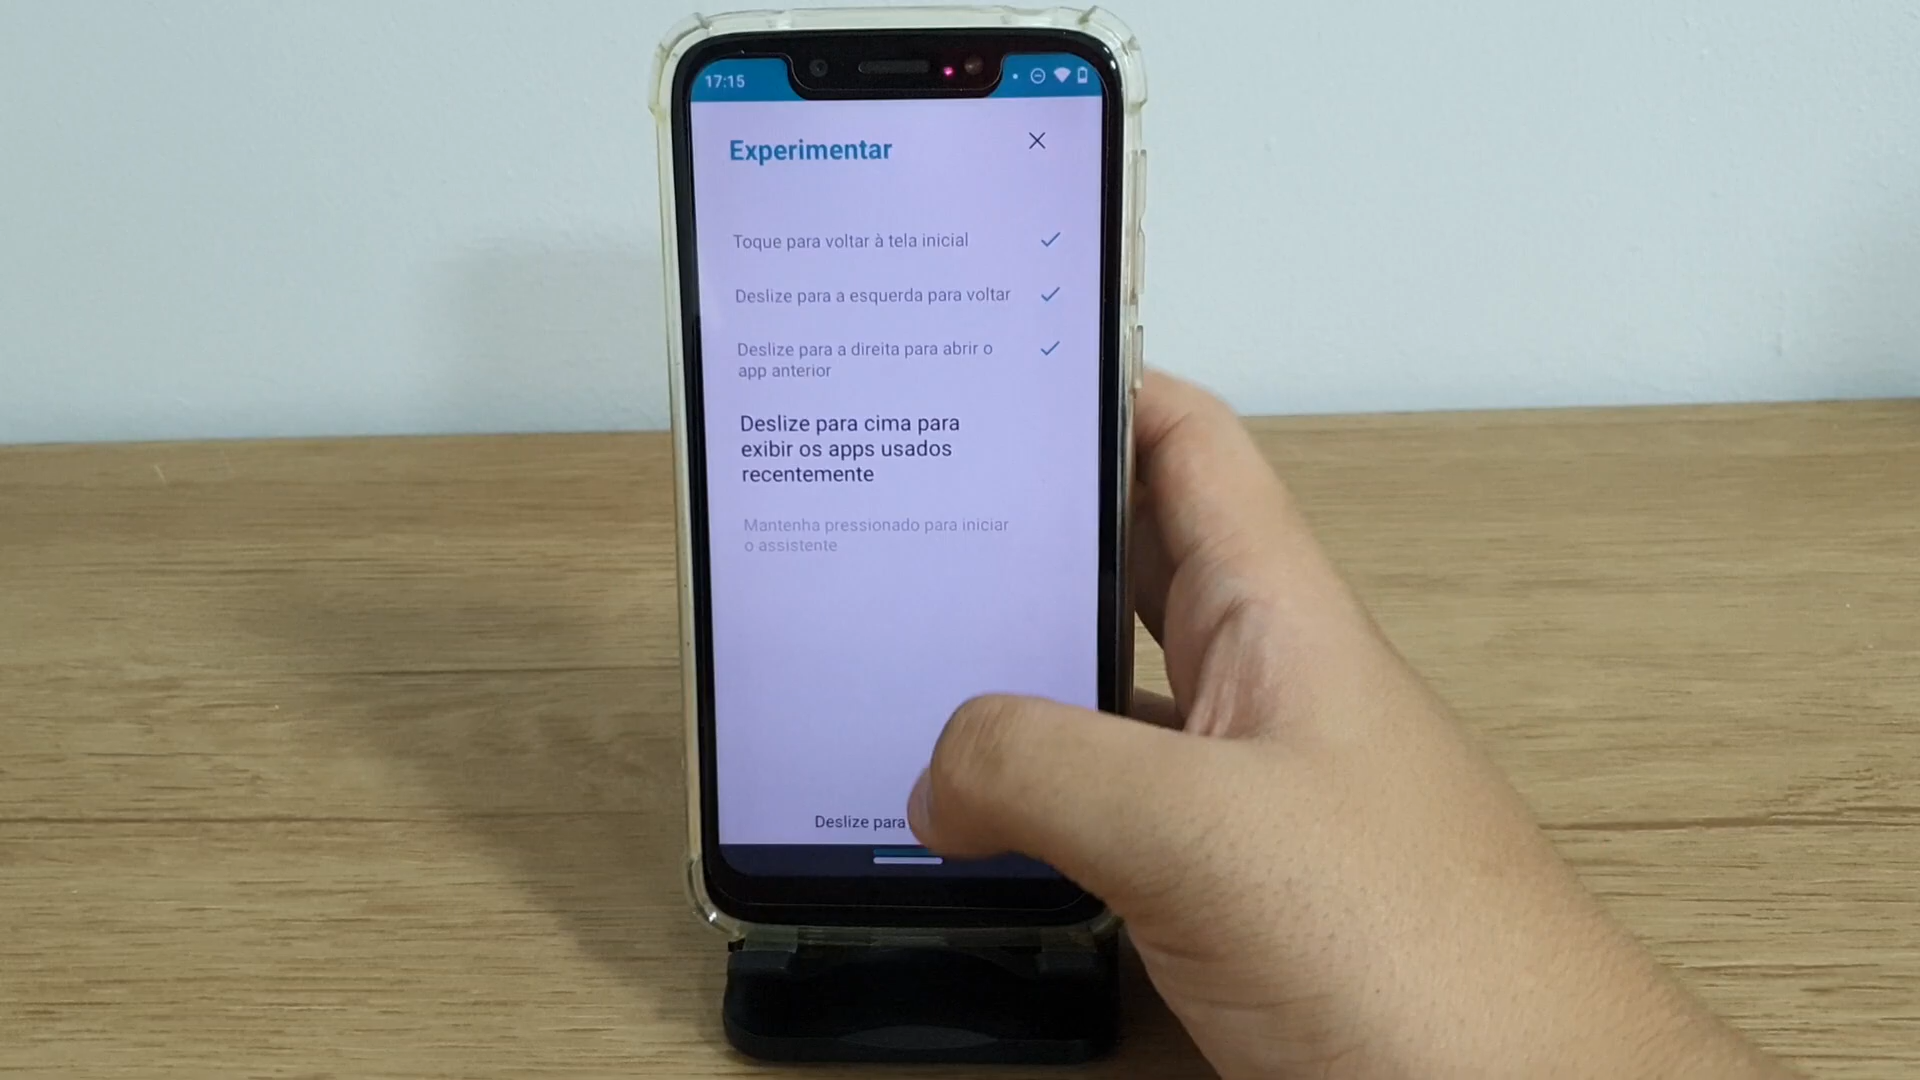 17:15
Experimentar
Toque para voltar à tela inicial
Deslize para a esquerda para voltar
Deslize para a direita para abrir o
app anterior
Deslize para cima para
exibir os apps usados
recentemente
Mantenha pressionado para iniciar
o assistente
Deslize para